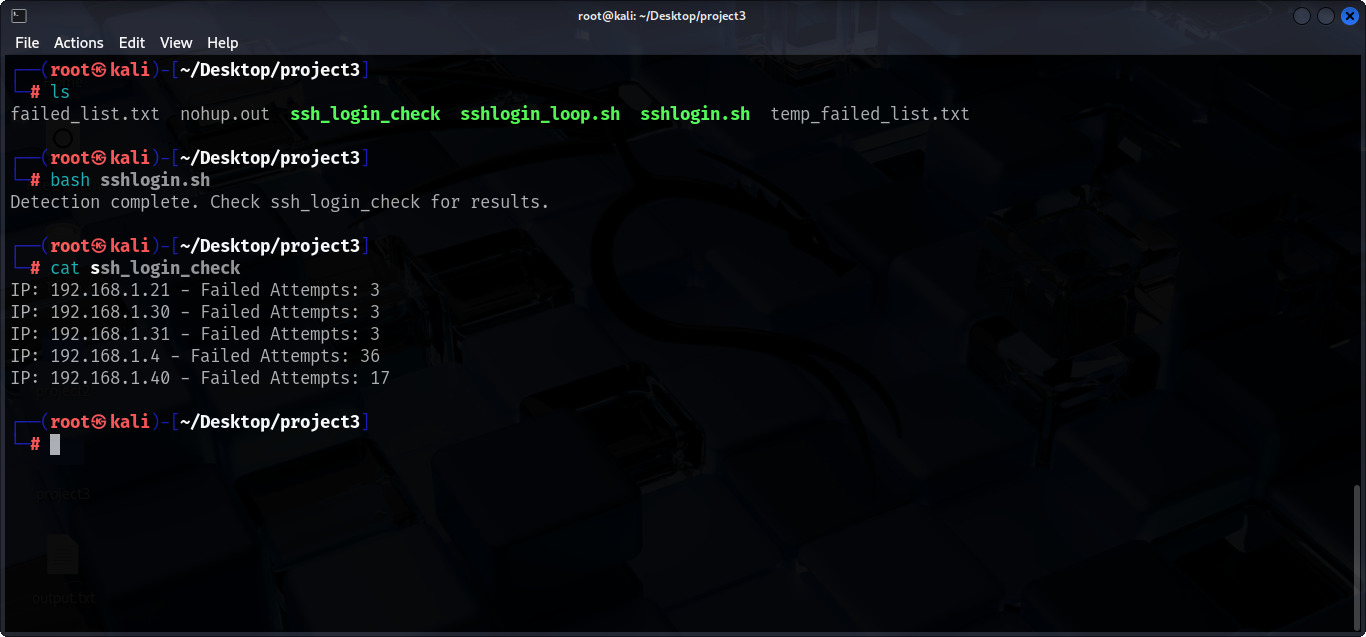 root@kali: ~/Desktop/project3
File Actions Edit View Help
┌──(root㉿kali)-[~/Desktop/project3]
└─# ls
failed_list.txt nohup.out ssh_login_check sshlogin_loop.sh sshlogin.sh temp_failed_list.txt
┌──(root㉿kali)-[~/Desktop/project3]
└─# bash sshlogin.sh
Detection complete. Check ssh_login_check for results.
┌──(root㉿kali)-[~/Desktop/project3]
└─# cat ssh_login_check
IP: 192.168.1.21 - Failed Attempts: 3
IP: 192.168.1.30 - Failed Attempts: 3
IP: 192.168.1.31 - Failed Attempts: 3
IP: 192.168.1.4 - Failed Attempts: 36
IP: 192.168.1.40 - Failed Attempts: 17
┌──(root㉿kali)-[~/Desktop/project3]
└─#
project3
output.txt